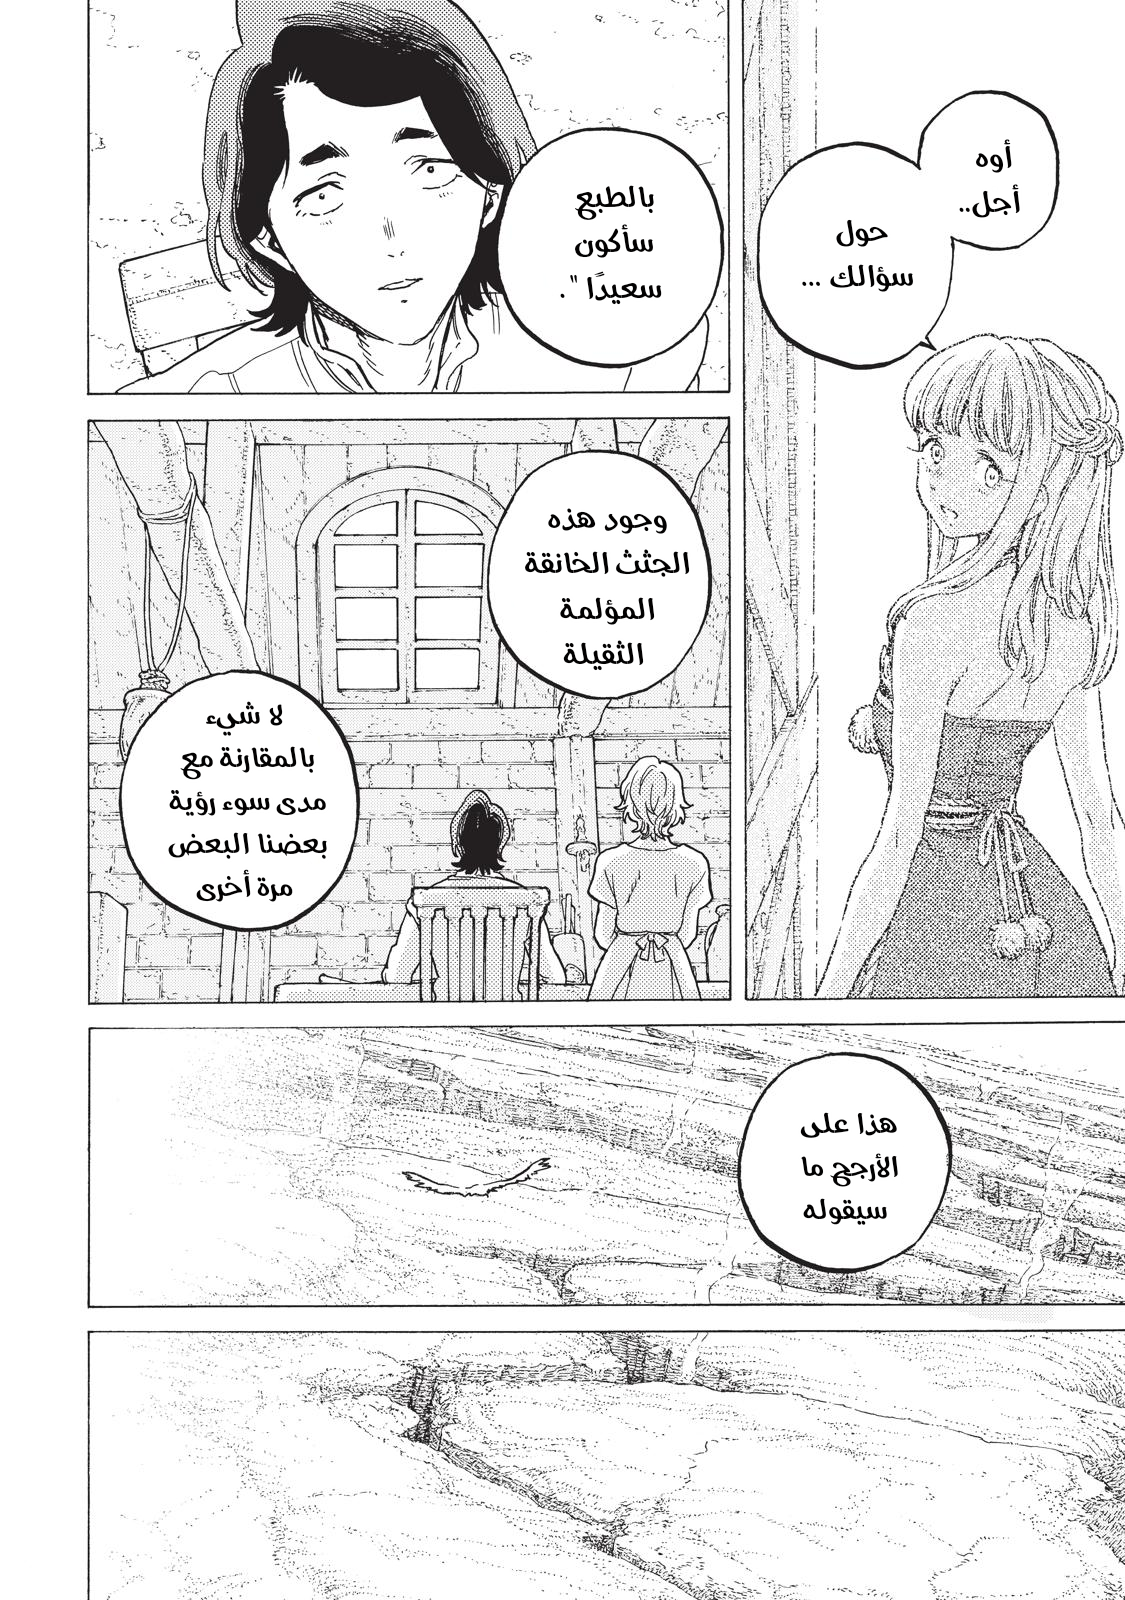 أوه
أجل..
حول
سؤالك ...
بالطبع
سأكون
سعيدًا ".
وجود هذه
الجثث الخانقة
المؤلمة
الثقيلة
لا شيء
بالمقارنة مع
مدى سوء رؤية
بعضنا البعض
مرة أخرى
هذا على
الأرجح ما
سيقوله